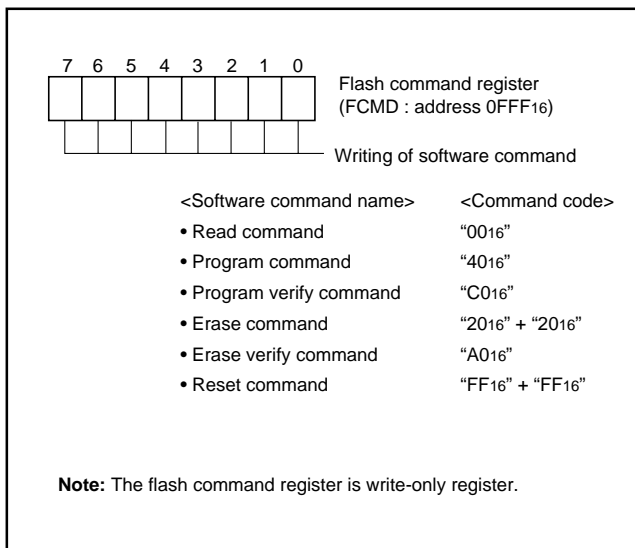 7 6 5 4 3 2 1 0
Flash command register
(FCMD : address 0FFF16)
Writing of software command
<Software command name> <Command code>
• Read command “0016”
• Program command “4016”
• Program verify command “C016”
• Erase command “2016” + “2016”
• Erase verify command “A016”
• Reset command “FF16” + “FF16”
Note: The flash command register is write-only register.